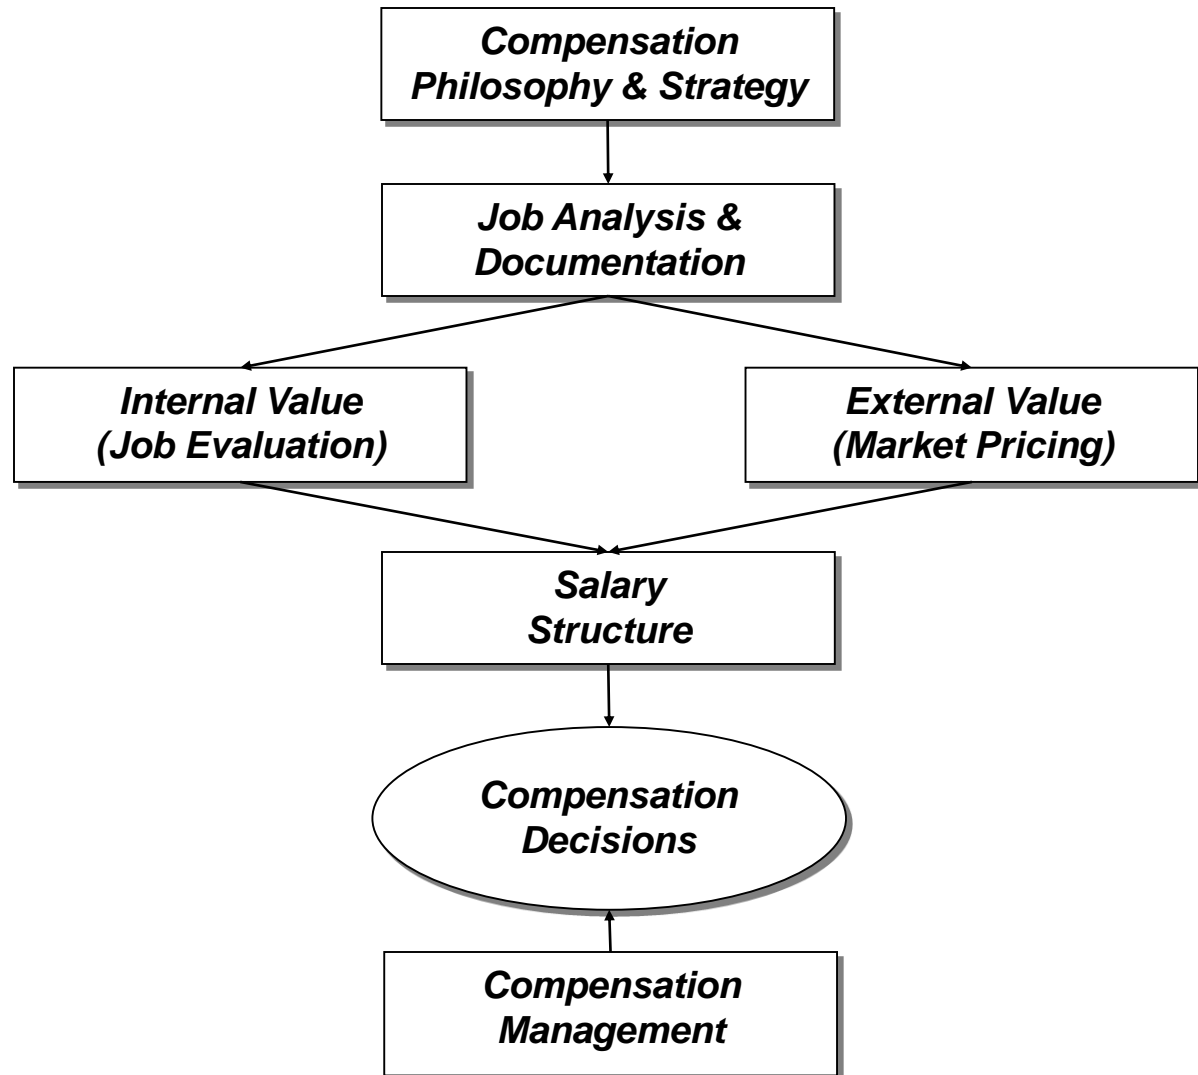 Compensation
Philosophy & Strategy
Job Analysis &
Documentation
Internal Value
(Job Evaluation)
External Value
(Market Pricing)
Salary
Structure
Compensation
Decisions
Compensation
Management